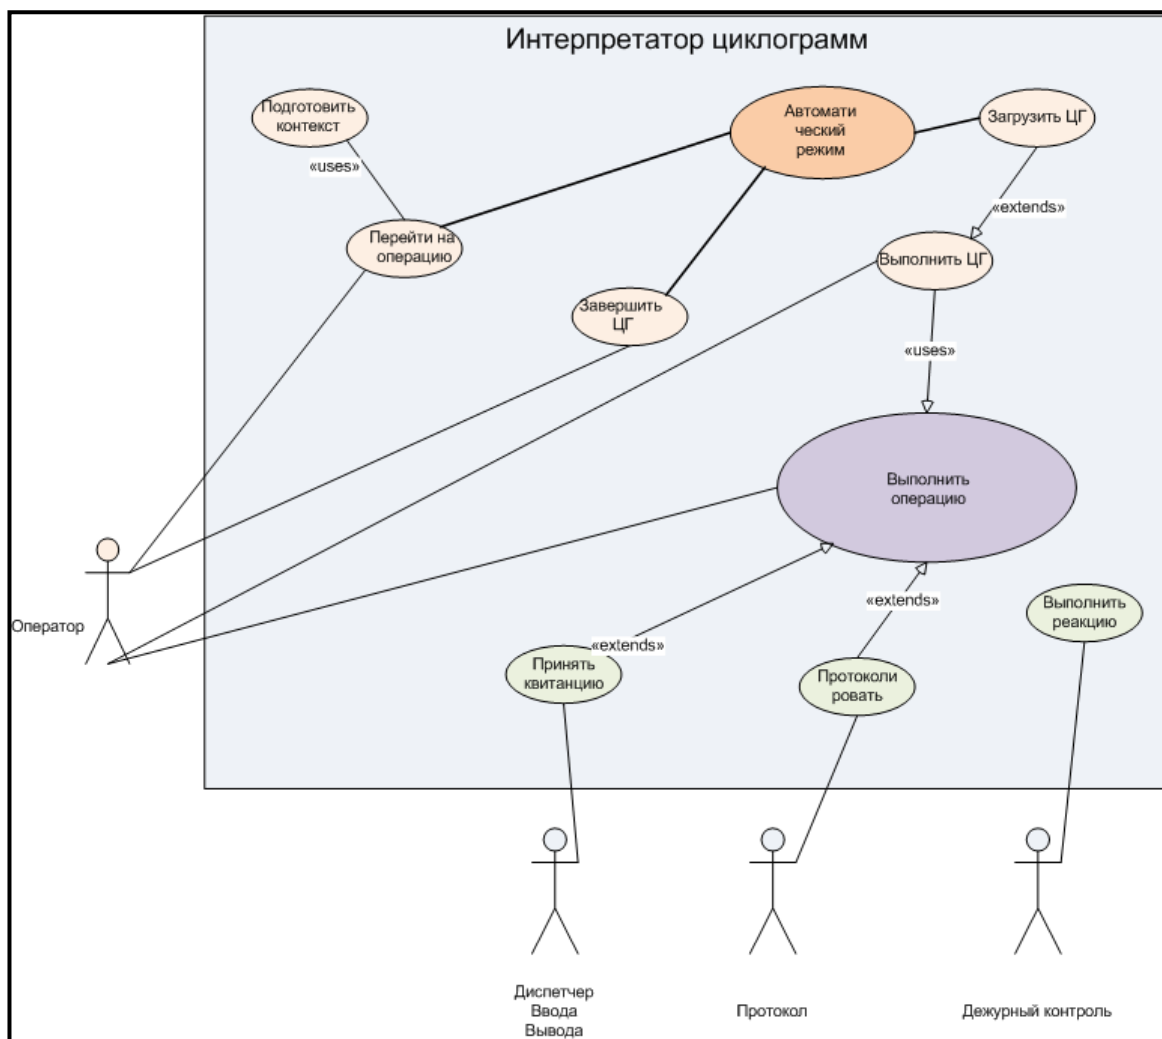 Интерпретатор циклограмм
Подготовить
контекст
Автомати
ческий
режим
Загрузить ЦГ
«uses»
«extends»
Перейти на
операцию
Выполнить ЦГ
Завершить
ЦГ
«uses»
Выполнить
операцию
«extends»
Выполнить
реакцию
Оператор
«extends»
Принять
квитанцию
Протоколи
ровать
Диспетчер
Ввода
Вывода
Протокол
Дежурный контроль